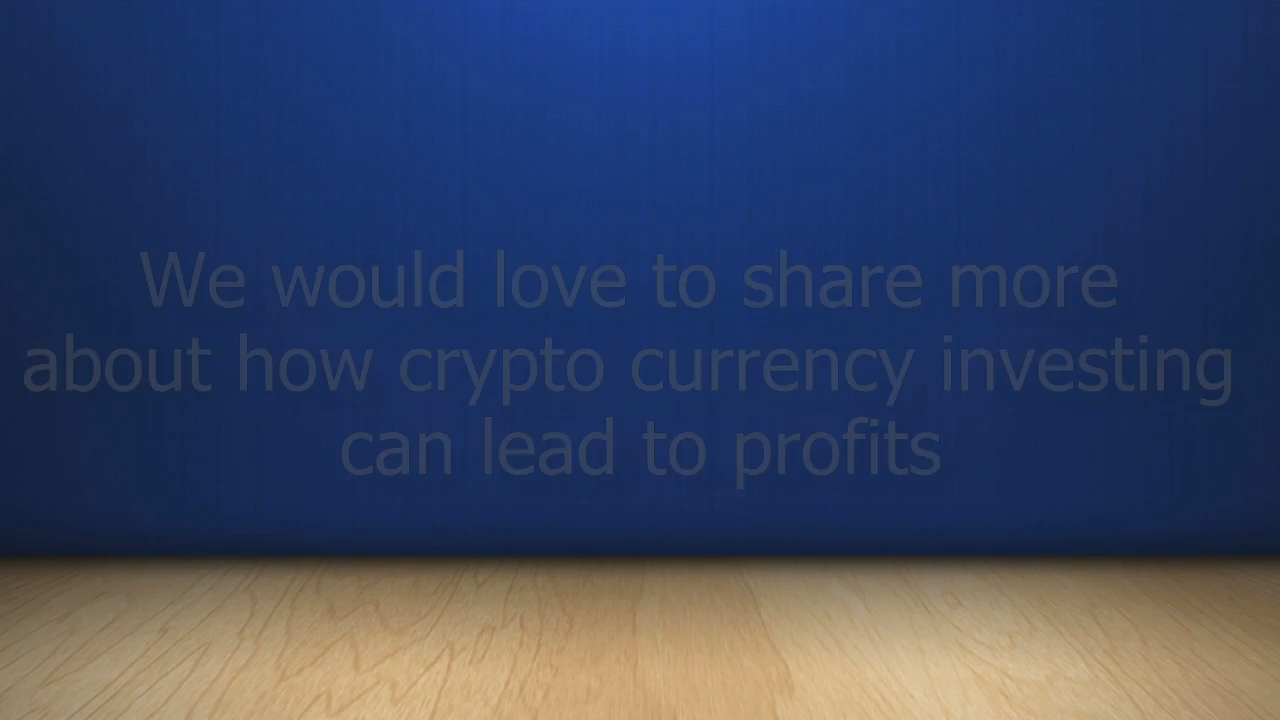 We would love to share more
about how crypto currency investing
can lead to profits